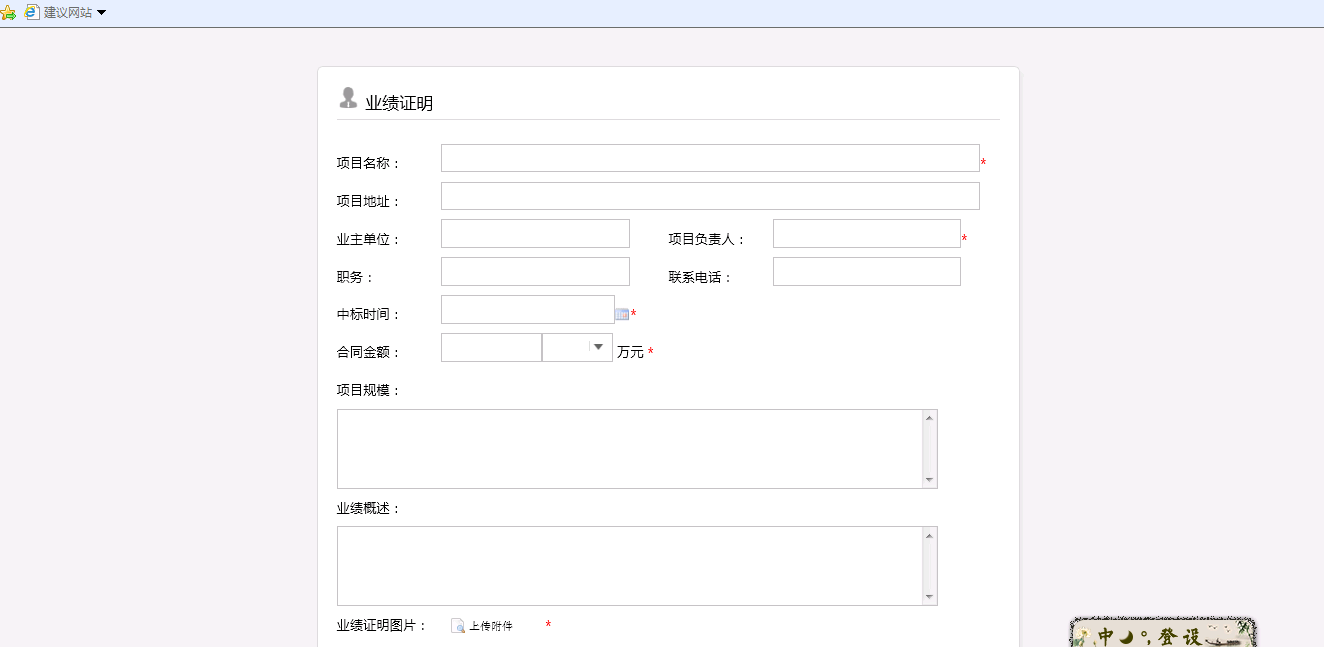 建议网站
业绩证明
项目名称： *
项目地址：
业主单位： 项目负责人： *
职务： 联系电话：
中标时间： *
合同金额： 万元 *
项目规模：
业绩概述：
业绩证明图片： 上传附件 *
中 °, 登 设